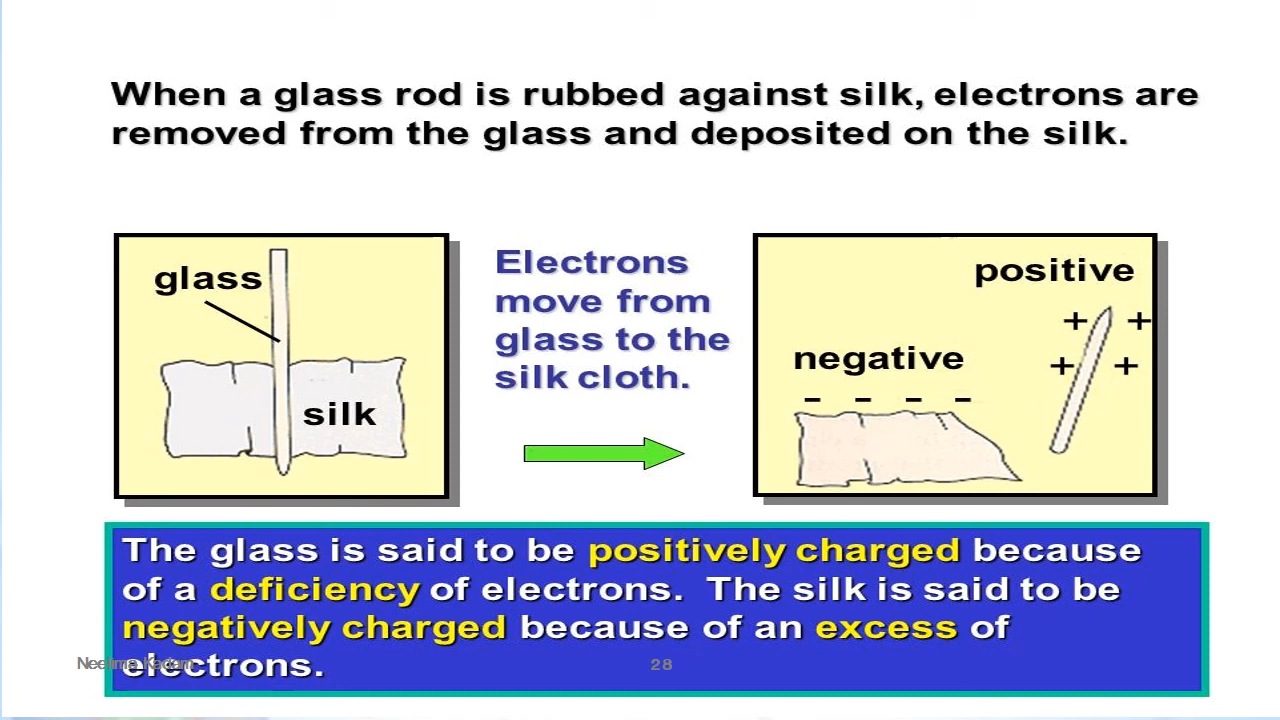 When a glass rod is rubbed against silk, electrons are
removed from the glass and deposited on the silk.
glass
silk
Electrons
move from
glass to the
silk cloth.
positive
+ +
+ +
negative
- - - -
The glass is said to be positively charged because
of a deficiency of electrons. The silk is said to be
negatively charged because of an excess of
electrons.
Neelima Kadam
28